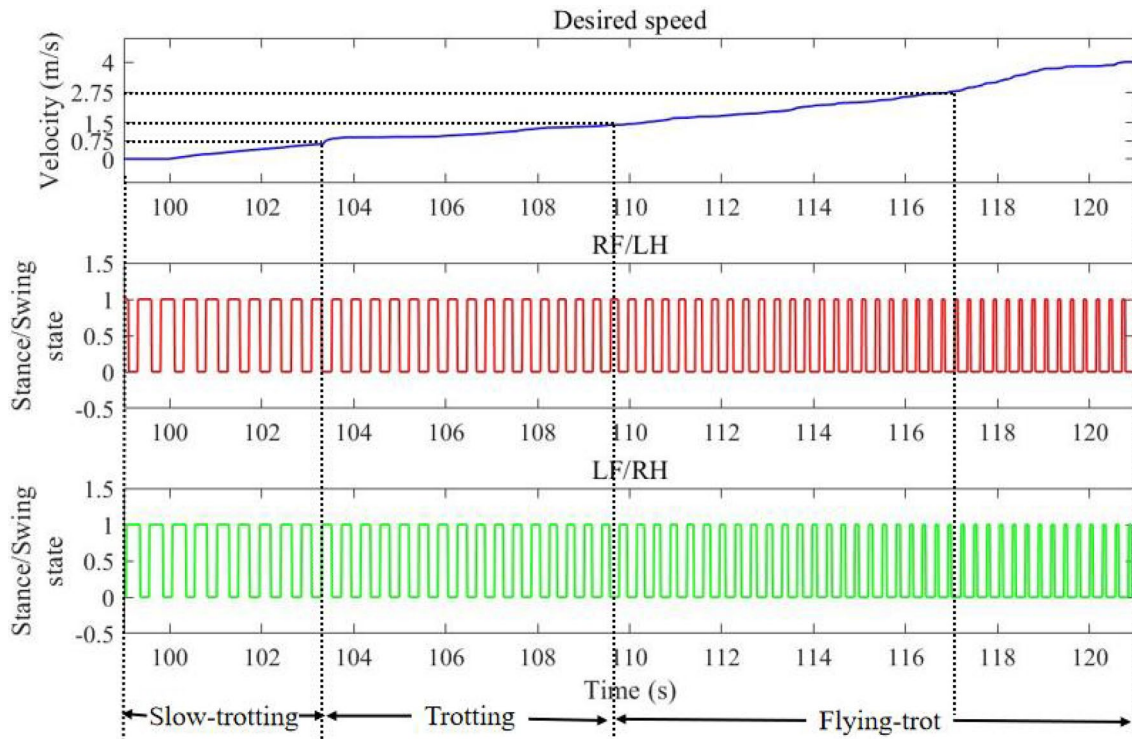 Desired speed
Velocity (m/s)
4
2.75
1.5
0.75
0
100 102 104 106 108 110 112 114 116 118 120
RF/LH
Stance/Swing
state
1.5
1
0.5
0
-0.5
100 102 104 106 108 110 112 114 116 118 120
LF/RH
Stance/Swing
state
1.5
1
0.5
0
-0.5
100 102 104 106 108 110 112 114 116 118 120
Time (s)
Slow-trotting Trotting Flying-trot